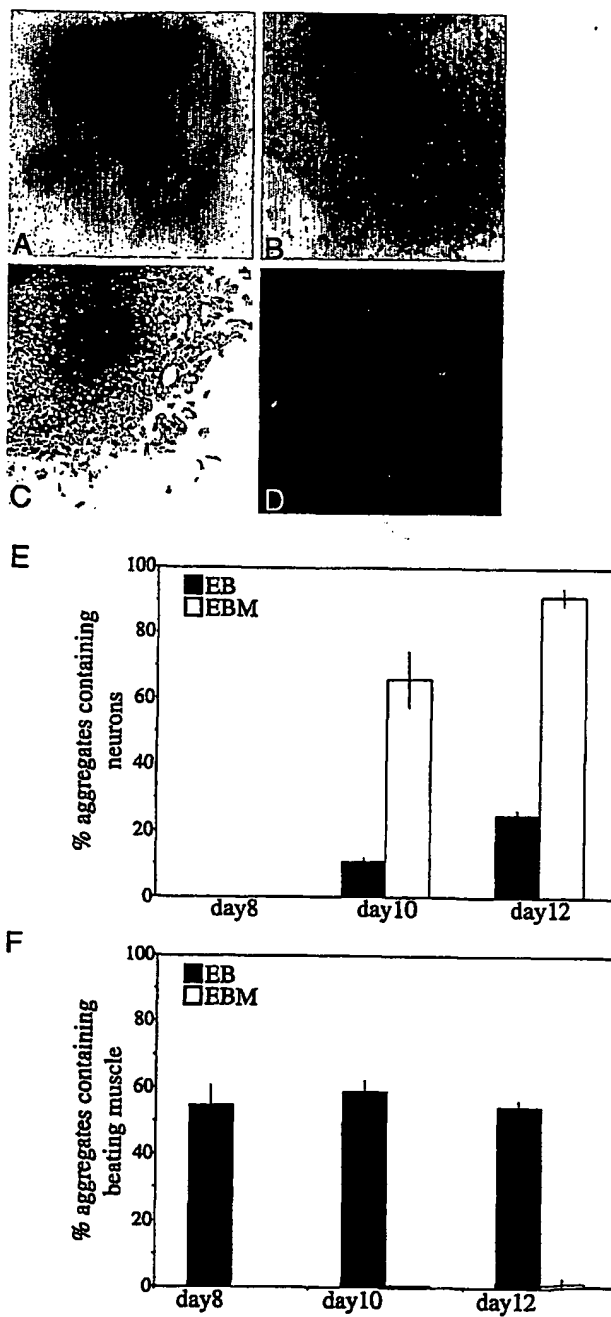 A
B
C
D
E
100
80
60
40
20
0
% aggregates containing
neurons
EB
EBM
day8
day10
day12
F
100
80
60
40
20
0
% aggregates containing
beating muscle
EB
EBM
day8
day10
day12